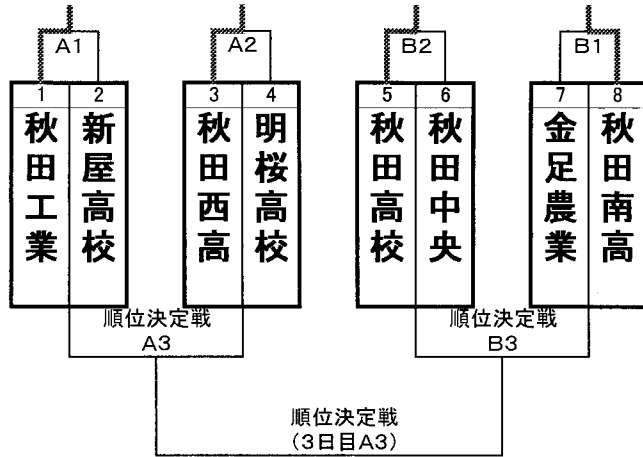 A1 A2 B2 B1
1 2 3 4 5 6 7 8
秋田工業
新屋高校
秋田西高
明桜高校
秋田高校
秋田中央
金足農業
秋田南高
順位決定戦
A3
順位決定戦
B3
順位決定戦
(3日目A3)